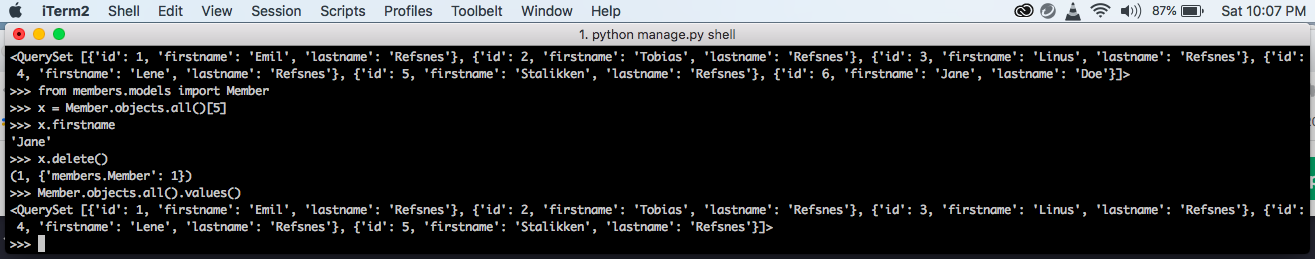 iTerm2 Shell Edit View Session Scripts Profiles Toolbelt Window Help 87% Sat 10:07 PM
1. python manage.py shell
<QuerySet [{'id': 1, 'firstname': 'Emil', 'lastname': 'Refsnes'}, {'id': 2, 'firstname': 'Tobias', 'lastname': 'Refsnes'}, {'id': 3, 'firstname': 'Linus', 'lastname': 'Refsnes'}, {'id':
4, 'firstname': 'Lene', 'lastname': 'Refsnes'}, {'id': 5, 'firstname': 'Stalikken', 'lastname': 'Refsnes'}, {'id': 6, 'firstname': 'Jane', 'lastname': 'Doe'}]>
>>> from members.models import Member
>>> x = Member.objects.all()[5]
>>> x.firstname
'Jane'
>>> x.delete()
(1, {'members.Member': 1})
>>> Member.objects.all().values()
<QuerySet [{'id': 1, 'firstname': 'Emil', 'lastname': 'Refsnes'}, {'id': 2, 'firstname': 'Tobias', 'lastname': 'Refsnes'}, {'id': 3, 'firstname': 'Linus', 'lastname': 'Refsnes'}, {'id':
4, 'firstname': 'Lene', 'lastname': 'Refsnes'}, {'id': 5, 'firstname': 'Stalikken', 'lastname': 'Refsnes'}]>
>>>